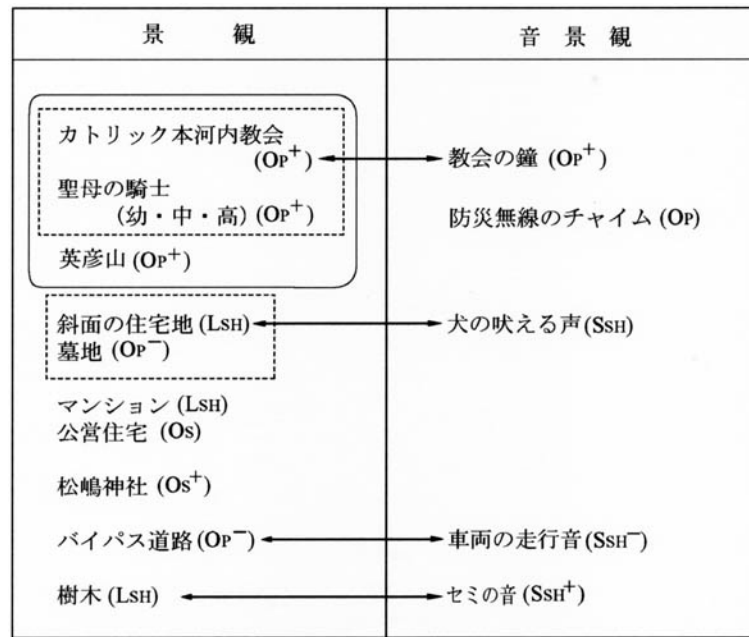 景　観
音　景　観
カトリック本河内教会
(OP+)
教会の鐘 (OP+)
聖母の騎士
(幼・中・高) (OP+)
防災無線のチャイム (OP)
英彦山 (OP+)
斜面の住宅地 (LSH)
犬の吠える声 (SSH)
墓地 (OP−)
マンション (LSH)
公営住宅 (OS)
松嶋神社 (OS+)
バイパス道路 (OP−)
車両の走行音 (SSH−)
樹木 (LSH)
セミの音 (SSH+)